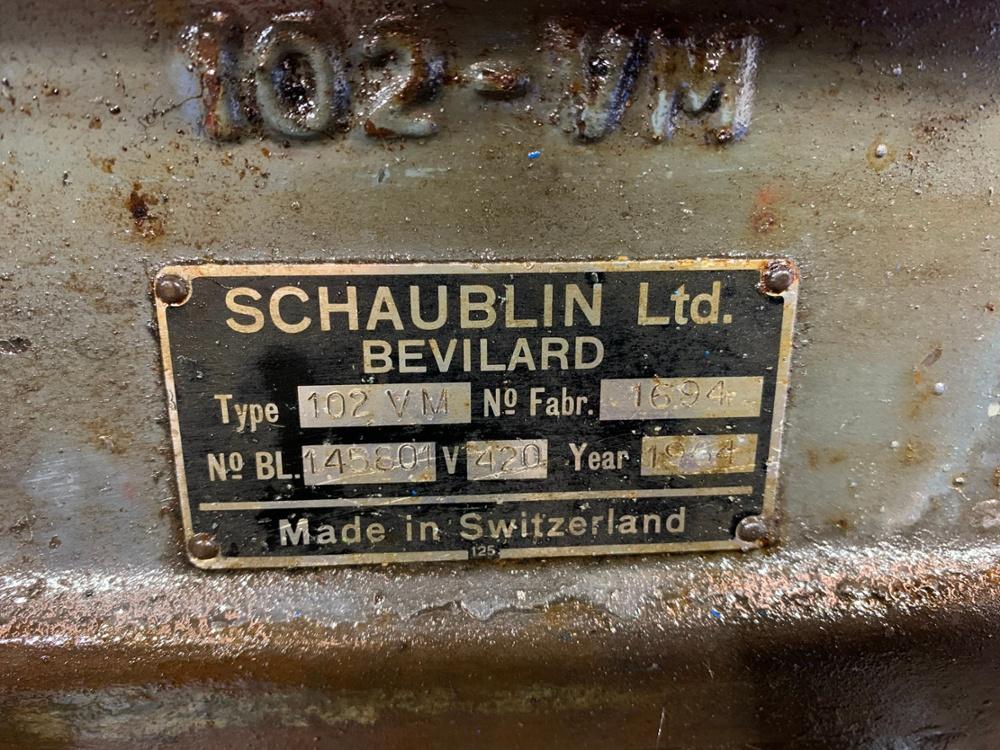 102-VM
SCHAUBLIN Ltd.
BEVILARD
Type 102 VM Nº Fabr. 1694
Nº BL. 145801 V 420 Year
Made in Switzerland
125